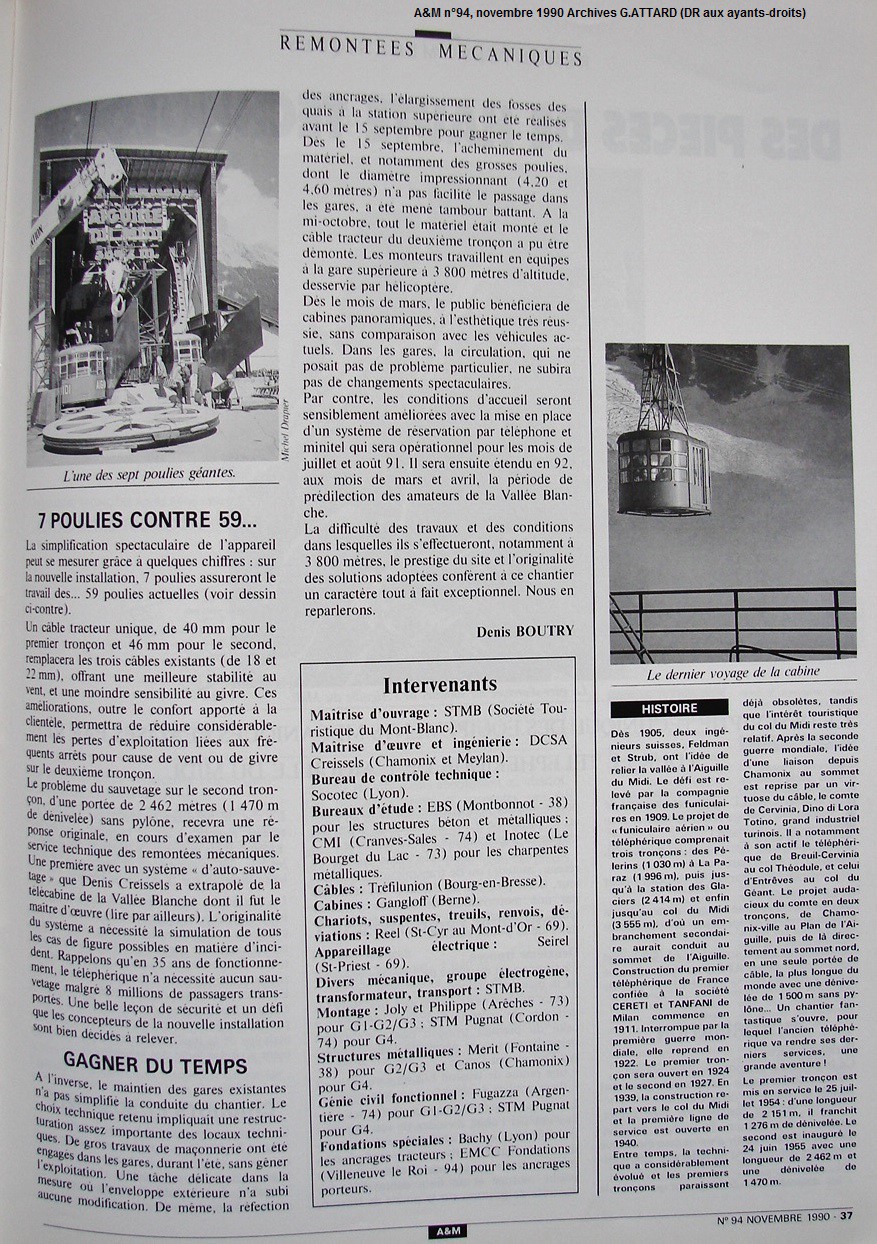 A&M n°94, novembre 1990 Archives G.ATTARD (DR aux ayants-droits)
REMONTEES MECANIQUES
Michel Drapier
L'une des sept poulies géantes.
7 POULIES CONTRE 59...
La simplification spectaculaire de l'appareil
peut se mesurer grâce à quelques chiffres : sur
la nouvelle installation, 7 poulies assureront le
travail des... 59 poulies actuelles (voir dessin
ci-contre).
Un câble tracteur unique, de 40 mm pour le
premier tronçon et 46 mm pour le second,
remplacera les trois câbles existants (de 18 et
22 mm), offrant une meilleure stabilité au
vent, et une moindre sensibilité au givre. Ces
améliorations, outre le confort apporté à la
clientèle, permettra de réduire considérable-
ment les pertes d'exploitation liées aux fré-
quents arrêts pour cause de vent ou de givre
sur le deuxième tronçon.
Le problème du sauvetage sur le second tron-
çon, d'une portée de 2 462 mètres (1 470 m
de dénivelée) sans pylône, recevra une ré-
ponse originale, en cours d'examen par le
service technique des remontées mécaniques.
Une première avec un système « d'auto-sauve-
tage » que Denis Creissels a extrapolé de la
télécabine de la Vallée Blanche dont il fut le
maître d'œuvre (lire par ailleurs). L'originalité
du système a nécessité la simulation de tous
les cas de figure possibles en matière d'inci-
dent. Rappelons qu'en 35 ans de fonctionne-
ment, le téléphérique n'a nécessité aucun sau-
vetage malgré 8 millions de passagers trans-
portés. Une belle leçon de sécurité et un défi
que les concepteurs de la nouvelle installation
sont bien décidés à relever.
GAGNER DU TEMPS
A l'inverse, le maintien des gares existantes
n'a pas simplifié la conduite du chantier. Le
choix technique retenu impliquait une restruc-
turation assez importante des locaux techni-
ques. De gros travaux de maçonnerie ont été
engagés dans les gares, durant l'été, sans gêner
l'exploitation. Une tâche délicate dans la
mesure où l'enveloppe extérieure n'a subi
aucune modification. De même, la réfection
des ancrages, l'élargissement des fosses des
quais à la station supérieure ont été réalisés
avant le 15 septembre pour gagner le temps.
Dès le 15 septembre, l'acheminement du
matériel, et notamment des grosses poulies,
dont le diamètre impressionnant (4,20 et
4,60 mètres) n'a pas facilité le passage dans
les gares, a été mené tambour battant. A la
mi-octobre, tout le matériel était monté et le
câble tracteur du deuxième tronçon a pu être
démonté. Les monteurs travaillent en équipes
à la gare supérieure à 3 800 mètres d'altitude,
desservie par hélicoptère.
Dès le mois de mars, le public bénéficiera de
cabines panoramiques, à l'esthétique très réus-
sie, sans comparaison avec les véhicules ac-
tuels. Dans les gares, la circulation, qui ne
posait pas de problème particulier, ne subira
pas de changements spectaculaires.
Par contre, les conditions d'accueil seront
sensiblement améliorées avec la mise en place
d'un système de réservation par téléphone et
minitel qui sera opérationnel pour les mois de
juillet et août 91. Il sera ensuite étendu en 92,
aux mois de mars et avril, la période de
prédilection des amateurs de la Vallée Blan-
che.
La difficulté des travaux et des conditions
dans lesquelles ils s'effectueront, notamment à
3 800 mètres, le prestige du site et l'originalité
des solutions adoptées confèrent à ce chantier
un caractère tout à fait exceptionnel. Nous en
reparlerons.
Denis BOUTRY
Intervenants
Maîtrise d'ouvrage : STMB (Société Tou-
ristique du Mont-Blanc).
Maîtrise d'œuvre et ingénierie : DCSA
Creissels (Chamonix et Meylan).
Bureau de contrôle technique :
Socotec (Lyon).
Bureaux d'étude : EBS (Montbonnot - 38)
pour les structures béton et métalliques ;
CMI (Cranves-Sales - 74) et Inotec (Le
Bourget du Lac - 73) pour les charpentes
métalliques.
Câbles : Tréfilunion (Bourg-en-Bresse).
Cabines : Gangloff (Berne).
Chariots, suspentes, treuils, renvois, dé-
viations : Reel (St-Cyr au Mont-d'Or - 69).
Appareillage électrique : Seirel
(St-Priest - 69).
Divers mécanique, groupe électrogène,
transformateur, transport : STMB.
Montage : Joly et Philippe (Arêches - 73)
pour G1-G2/G3 ; STM Pugnat (Cordon -
74) pour G4.
Structures métalliques : Merit (Fontaine -
38) pour G2/G3 et Canos (Chamonix)
pour G4.
Génie civil fonctionnel : Fugazza (Argen-
tière - 74) pour G1-G2/G3 ; STM Pugnat
pour G4.
Fondations spéciales : Bachy (Lyon) pour
les ancrages tracteurs ; EMCC Fondations
(Villeneuve le Roi - 94) pour les ancrages
porteurs.
Le dernier voyage de la cabine
HISTOIRE
Dès 1905, deux ingé-
nieurs suisses, Feldman
et Strub, ont l'idée de
relier la vallée à l'Aiguille
du Midi. Le défi est re-
levé par la compagnie
française des funiculai-
res en 1909. Le projet de
« funiculaire aérien » ou
téléphérique comprenait
trois tronçons : des Pé-
lerins (1 030 m) à La Pa-
raz (1 996 m), puis jus-
qu'à la station des Gla-
ciers (2 414 m) et enfin
jusqu'au col du Midi
(3 555 m), d'où un em-
branchement secondai-
re aurait conduit au
sommet de l'Aiguille.
Construction du premier
téléphérique de France
confiée à la société
CERETI et TANFANI de
Milan commence en
1911. Interrompue par la
première guerre mon-
diale, elle reprend en
1922. Le premier tron-
çon sera ouvert en 1924
et le second en 1927. En
1939, la construction re-
part vers le col du Midi
et la première ligne de
service est ouverte en
1940.
Entre temps, la techni-
que a considérablement
évolué et les premiers
tronçons paraissent
déjà obsolètes, tandis
que l'intérêt touristique
du col du Midi reste très
relatif. Après la seconde
guerre mondiale, l'idée
d'une liaison depuis
Chamonix au sommet
est reprise par un vir-
tuose du câble, le comte
de Cervinia, Dino di Lora
Totino, grand industriel
turinois. Il a notamment
à son actif le téléphéri-
que de Breuil-Cervinia
au col Théodule, et celui
d'Entrêves au col du
Géant. Le projet auda-
cieux du comte en deux
tronçons, de Chamo-
nix-ville au Plan de l'Ai-
guille, puis de là direc-
tement au sommet nord,
en une seule portée de
câble, la plus longue du
monde avec une dénive-
lée de 1 500 m sans py-
lône... Un chantier fan-
tastique s'ouvre, pour
lequel l'ancien téléphé-
rique va rendre ses der-
niers services, une
grande aventure !
Le premier tronçon est
mis en service le 25 juil-
let 1954 : d'une longueur
de 2 151 m, il franchit
1 276 m de dénivelée. Le
second est inauguré le
24 juin 1955 avec une
longueur de 2 462 m et
une dénivelée de
1 470 m.
A&M
N° 94 NOVEMBRE 1990 - 37